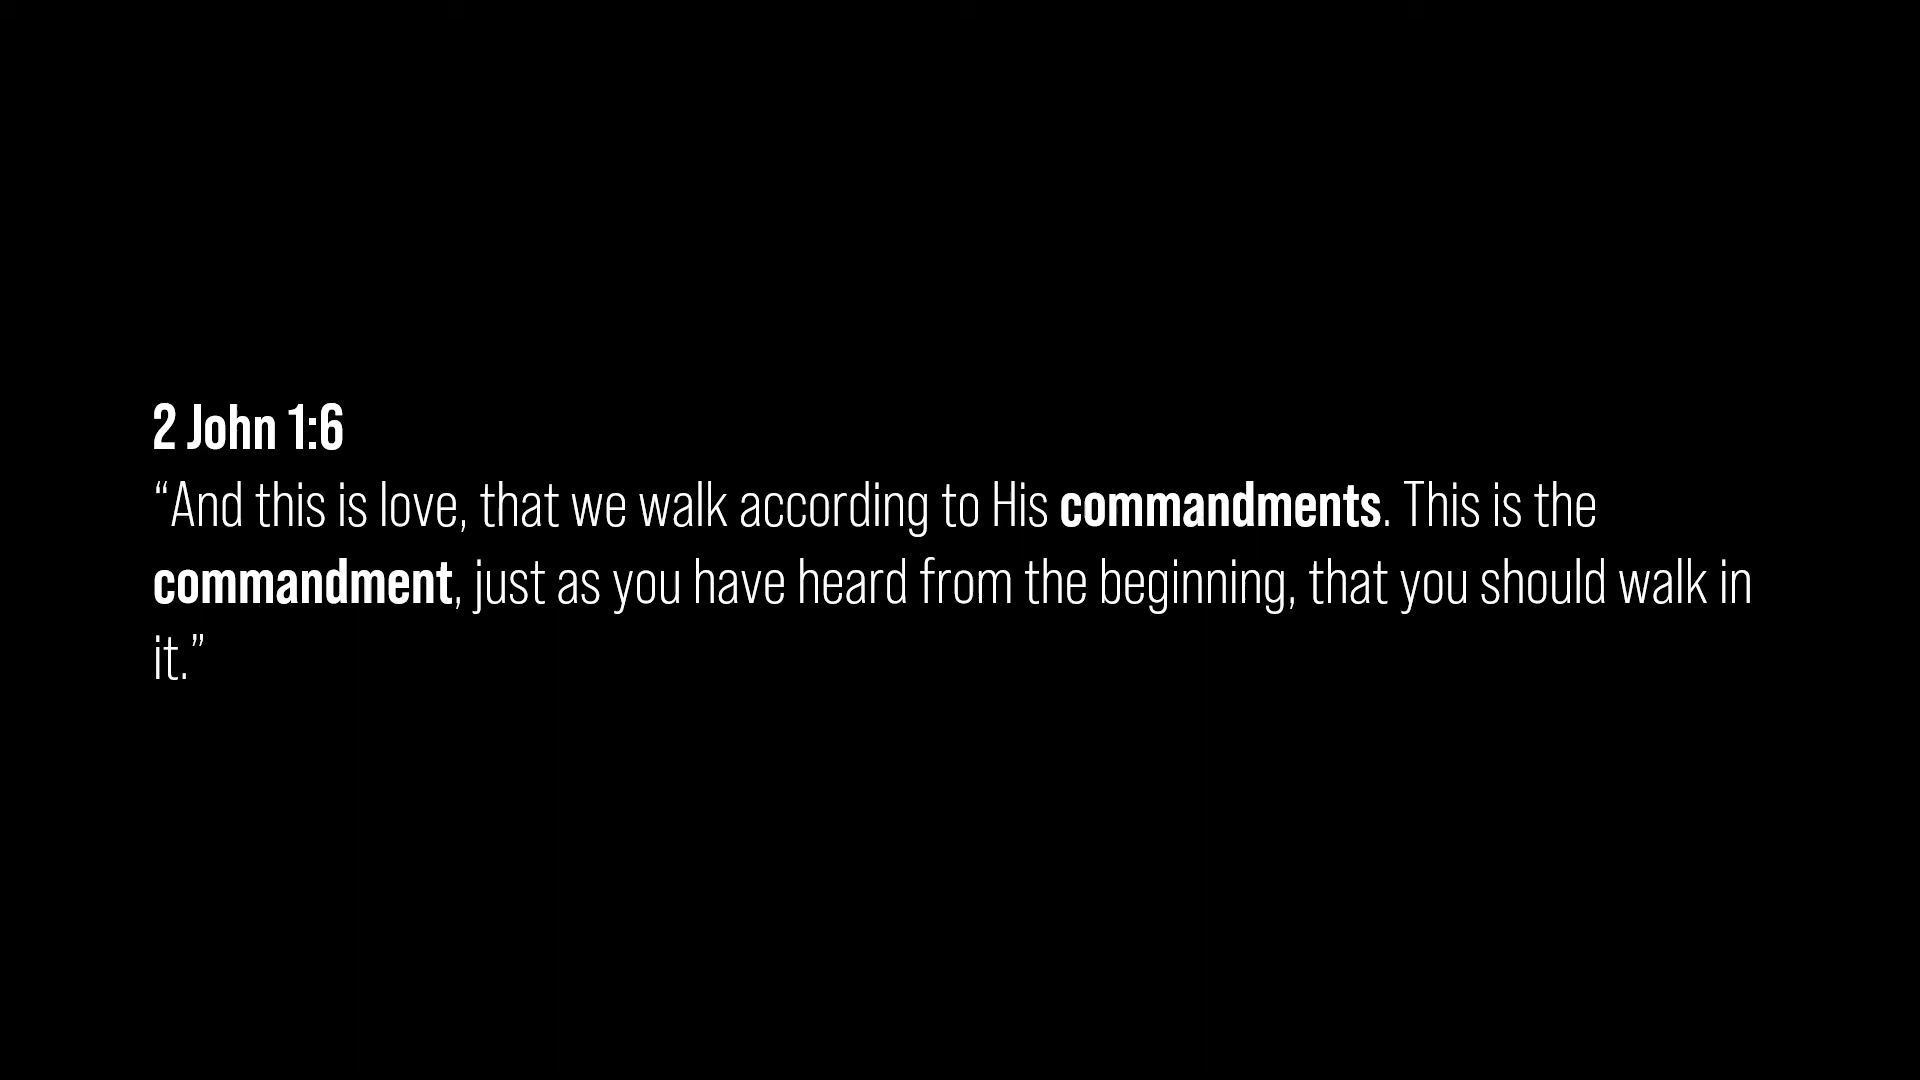 2 John 1:6
“And this is love, that we walk according to His commandments. This is the
commandment, just as you have heard from the beginning, that you should walk in
it.”